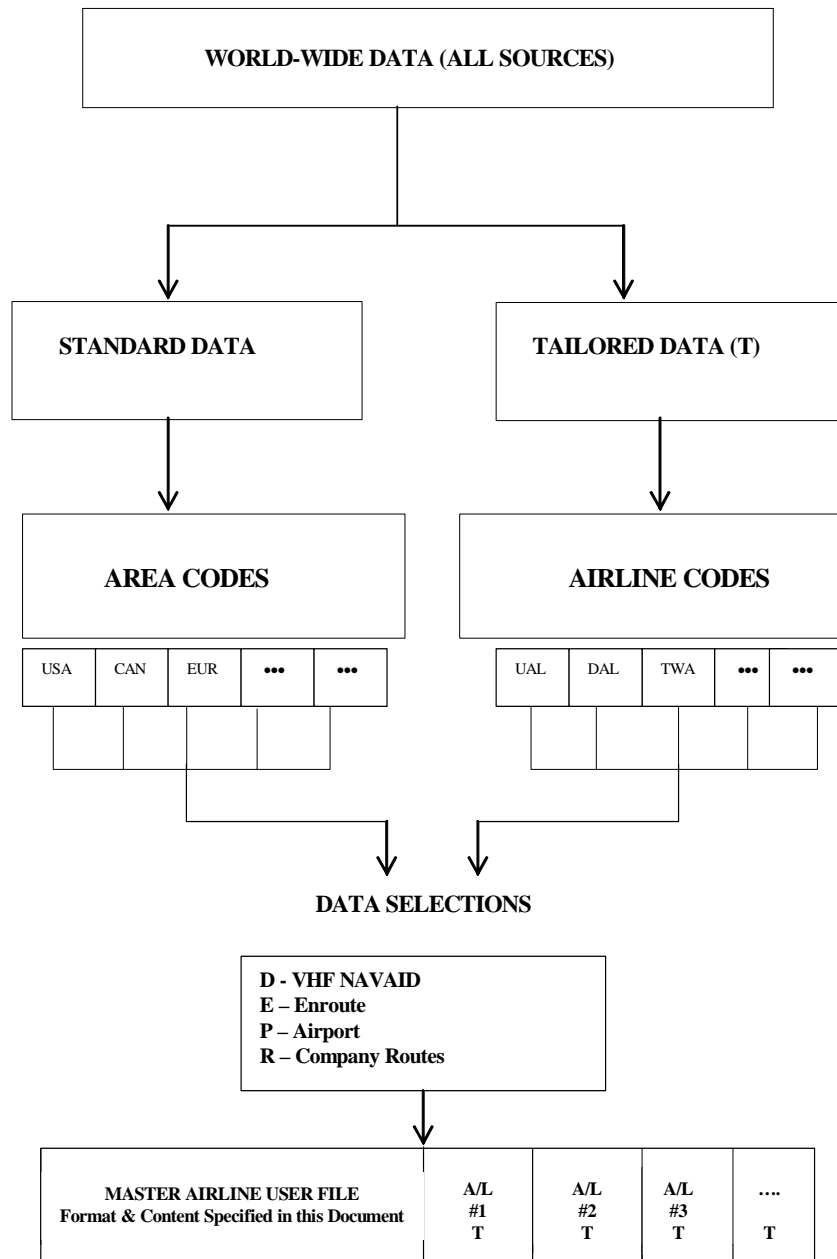 WORLD-WIDE DATA (ALL SOURCES)
STANDARD DATA
TAILORED DATA (T)
AREA CODES
AIRLINE CODES
USA CAN EUR ••• •••
UAL DAL TWA ••• •••
DATA SELECTIONS
D - VHF NAVAID
E – Enroute
P – Airport
R – Company Routes
MASTER AIRLINE USER FILE
Format & Content Specified in this Document
A/L
#1
T
A/L
#2
T
A/L
#3
T
....
T